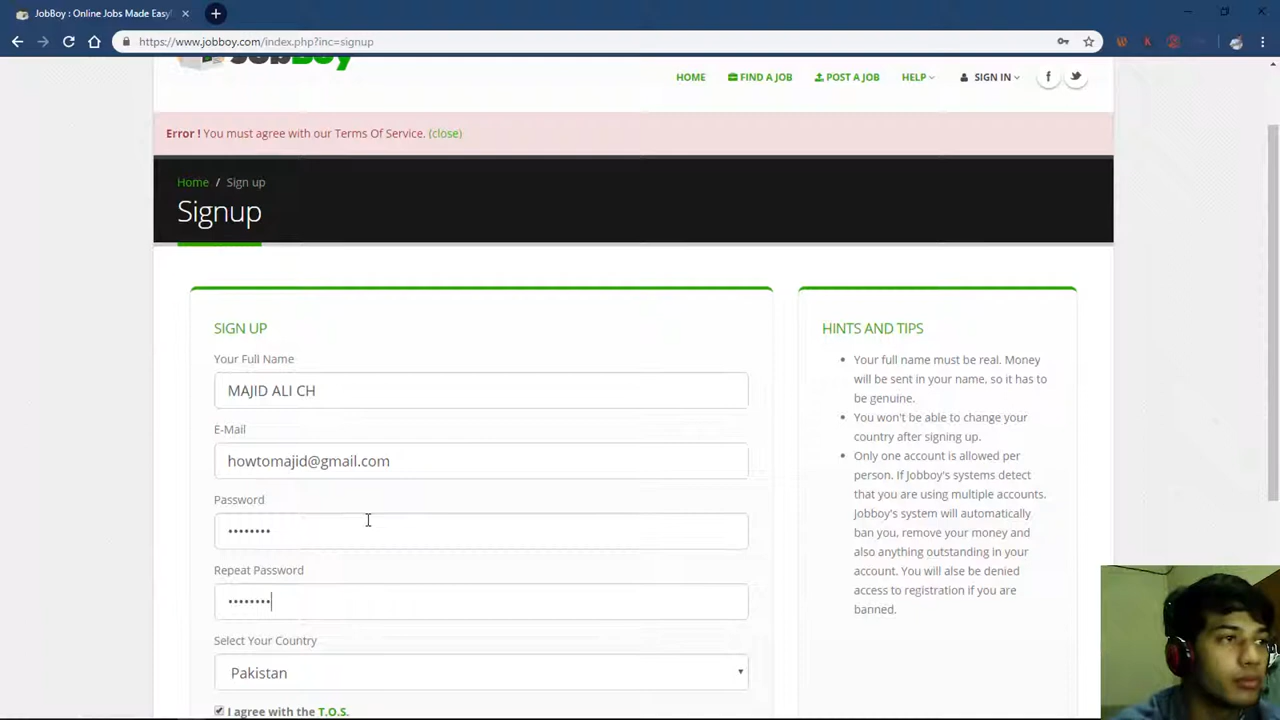 JobBoy : Online Jobs Made Easy!
https://www.jobboy.com/index.php?inc=signup
JobBoy
HOME FIND A JOB POST A JOB HELP SIGN IN
Error ! You must agree with our Terms Of Service. (close)
Home / Sign up
Signup
SIGN UP
Your Full Name
MAJID ALI CH
E-Mail
howtomajid@gmail.com
Password
••••••••
Repeat Password
••••••••
Select Your Country
Pakistan
I agree with the T.O.S.
HINTS AND TIPS
Your full name must be real. Money
will be sent in your name, so it has to
be genuine.
You won't be able to change your
country after signing up.
Only one account is allowed per
person. If Jobboy's systems detect
that you are using multiple accounts.
Jobboy's system will automatically
ban you, remove your money and
also anything outstanding in your
account. You will alse be denied
access to registration if you are
banned.